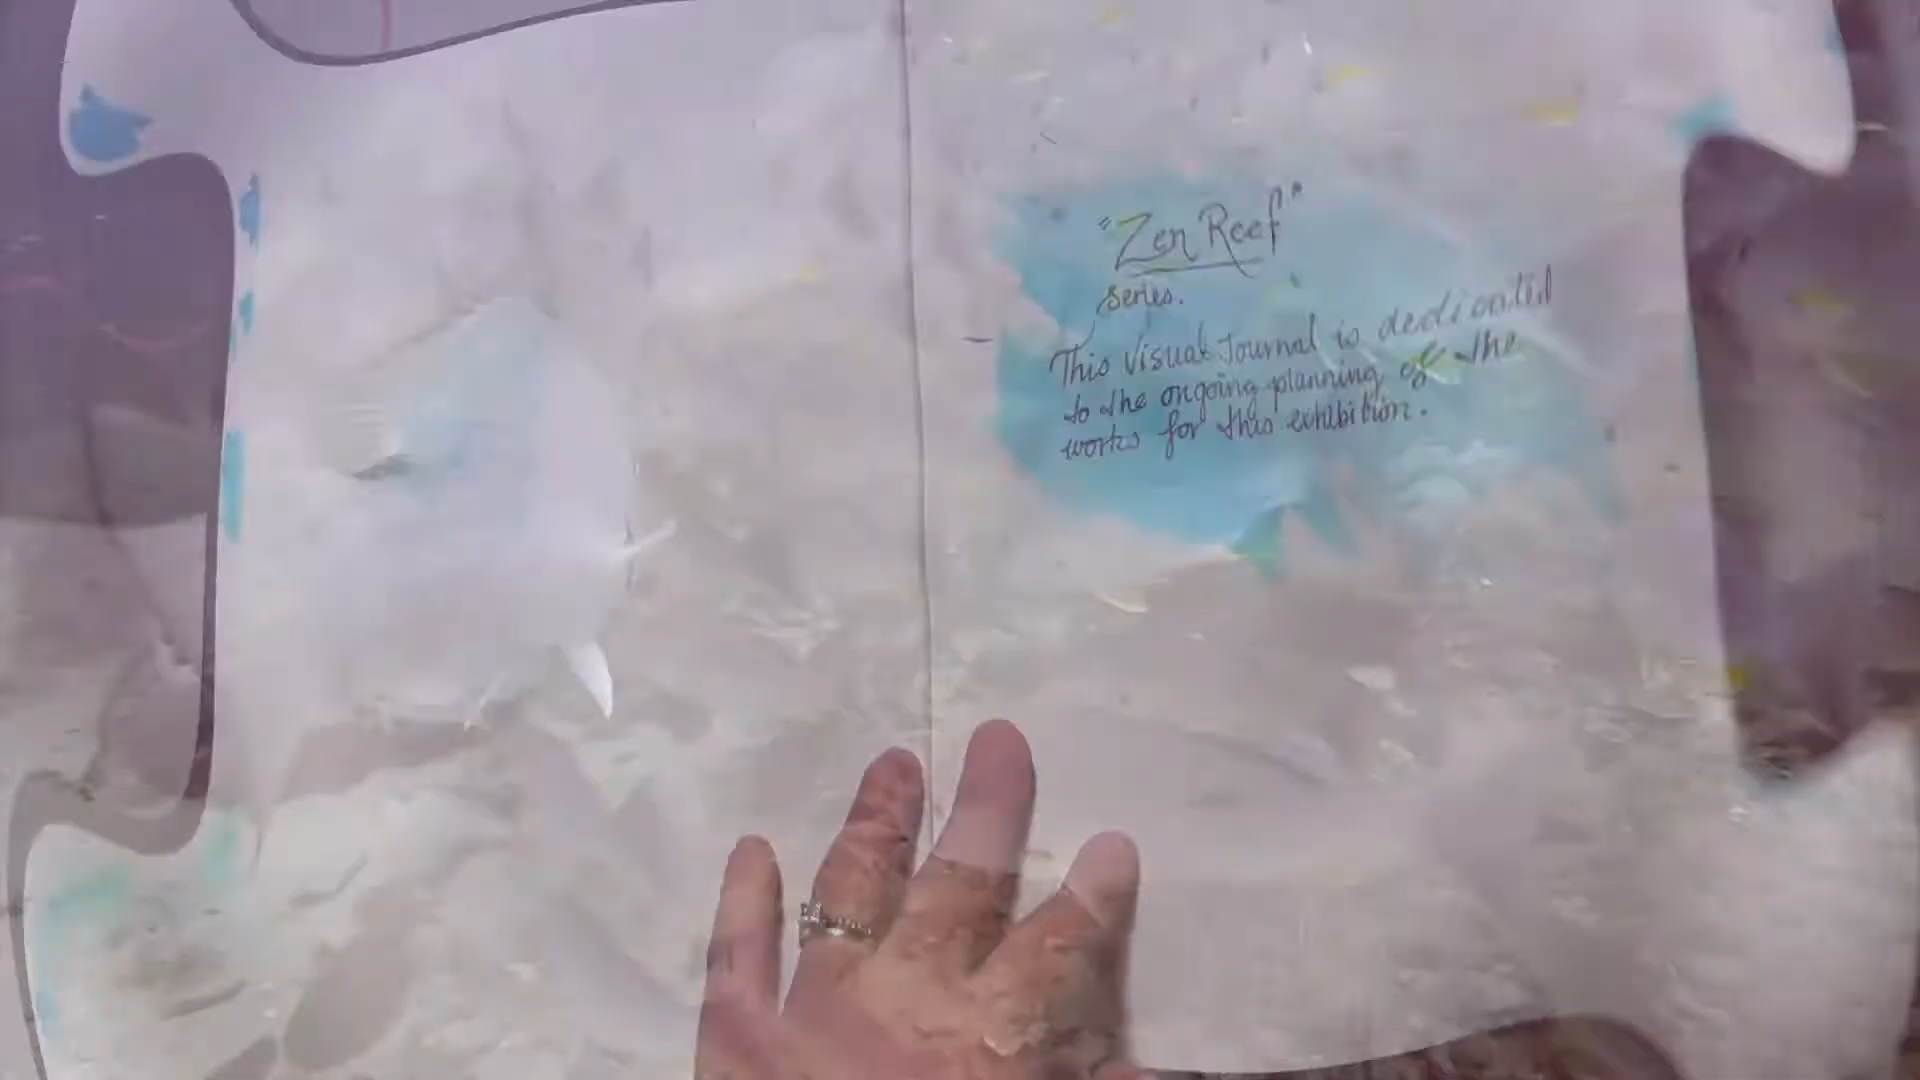 "Zen Reef"
series.
This Visual Journal is dedicated
to the ongoing planning of the
works for this exhibition.